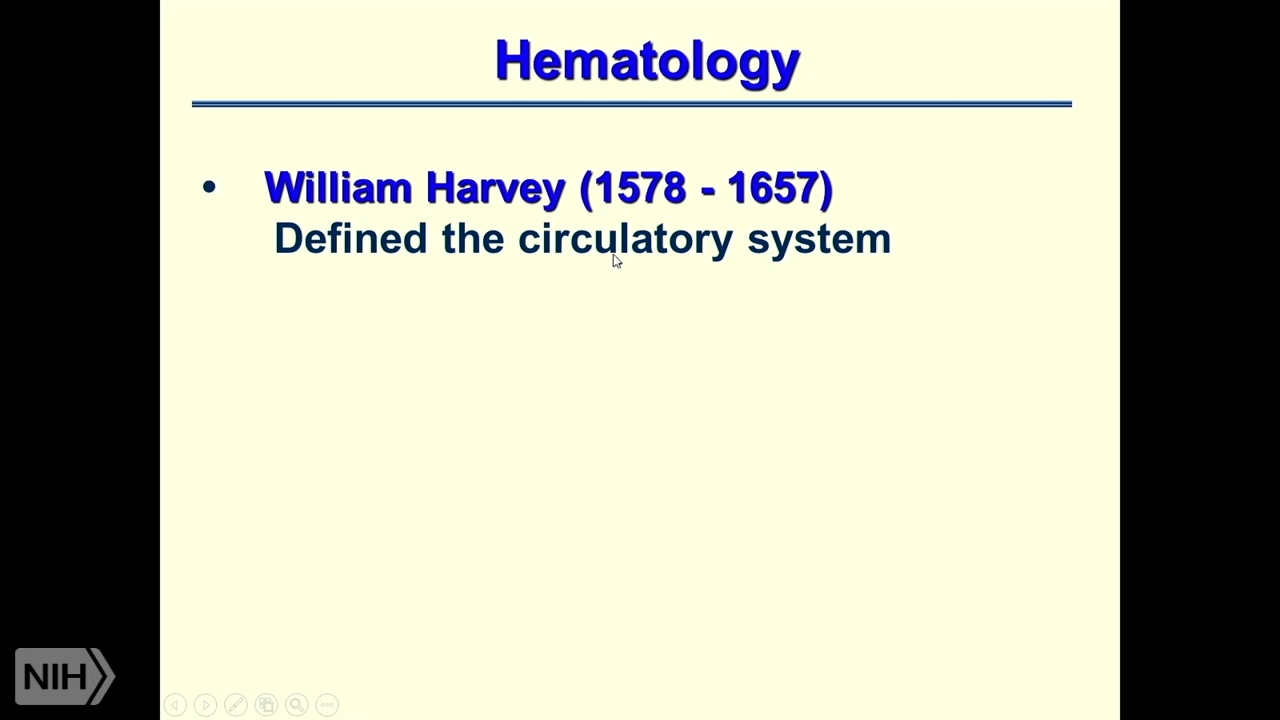 Hematology
• William Harvey (1578 - 1657)
Defined the circulatory system
NIH